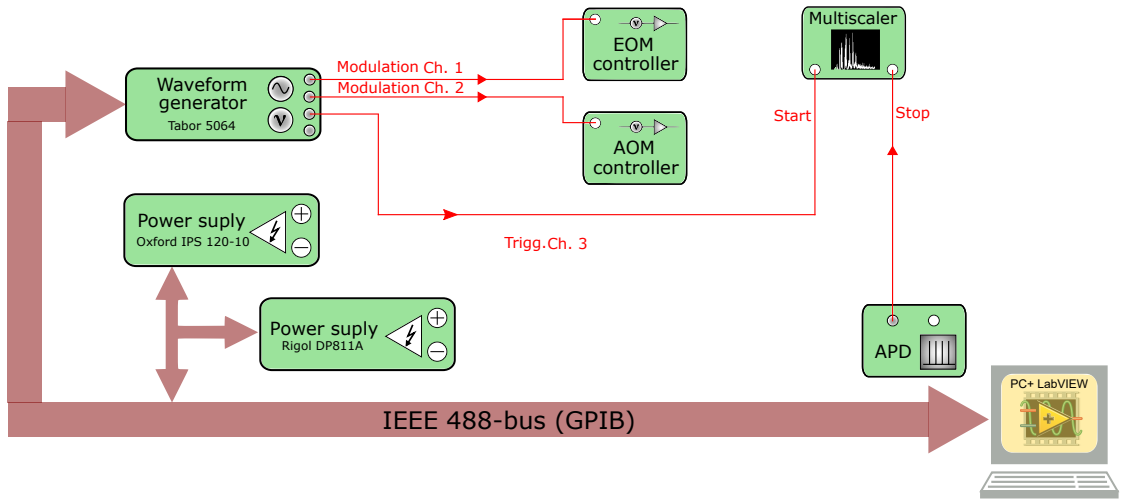 Multiscaler
EOM
controller
Modulation Ch. 1
Modulation Ch. 2
Waveform
generator
Tabor 5064
Start
Stop
AOM
controller
Power suply
Oxford IPS 120-10
Trigg.Ch. 3
Power suply
Rigol DP811A
APD
PC+ LabVIEW
IEEE 488-bus (GPIB)